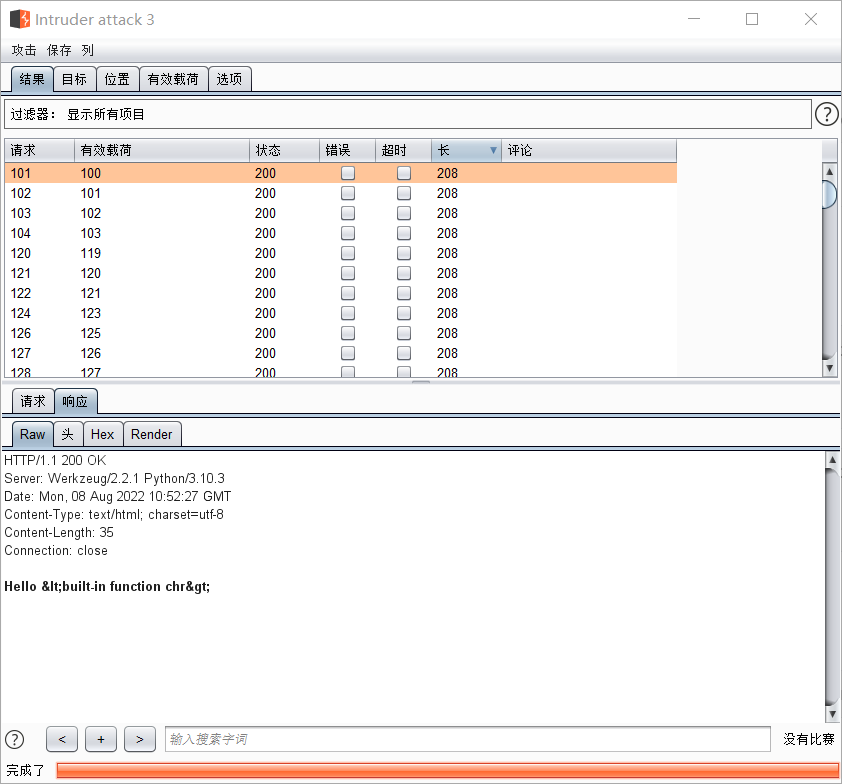 Intruder attack 3
攻击 保存 列
结果 目标 位置 有效载荷 选项
过滤器： 显示所有项目 ?
请求 有效载荷 状态 错误 超时 长 评论
101 100 200 208
102 101 200 208
103 102 200 208
104 103 200 208
120 119 200 208
121 120 200 208
122 121 200 208
124 123 200 208
126 125 200 208
127 126 200 208
128 127 200 208
请求 响应
Raw 头 Hex Render
HTTP/1.1 200 OK
Server: Werkzeug/2.2.1 Python/3.10.3
Date: Mon, 08 Aug 2022 10:52:27 GMT
Content-Type: text/html; charset=utf-8
Content-Length: 35
Connection: close
Hello &lt;built-in function chr&gt;
? < + > 输入搜索字词 没有比赛
完成了